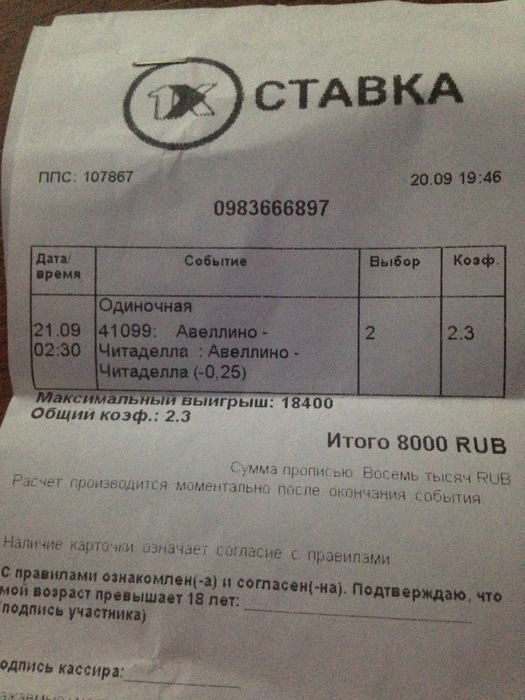 1X СТАВКА
ППС: 107867
20.09 19:46
0983666897
Дата/
время
Событие
Выбор
Коэф.
21.09
02:30
Одиночная
41099: Авеллино -
Читаделла : Авеллино -
Читаделла (-0,25)
2
2.3
Максимальный выигрыш: 18400
Общий коэф.: 2.3
Итого 8000 RUB
Сумма прописью: Восемь тысяч RUB
Расчет производится моментально после окончания события
Наличие карточки означает согласие с правилами
С правилами ознакомлен(-а) и согласен(-на). Подтверждаю, что
мой возраст превышает 18 лет:
(подпись участника)
одпись кассира: